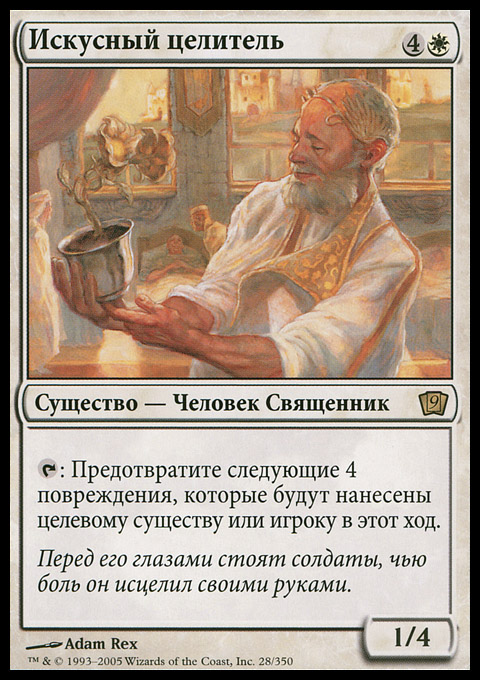 Искусный целитель 4
Существо — Человек Священник 9
: Предотвратите следующие 4
повреждения, которые будут нанесены
целевому существу или игроку в этот ход.
Перед его глазами стоят солдаты, чью
боль он исцелил своими руками.
Adam Rex
™ & © 1993–2005 Wizards of the Coast, Inc. 28/350
1/4